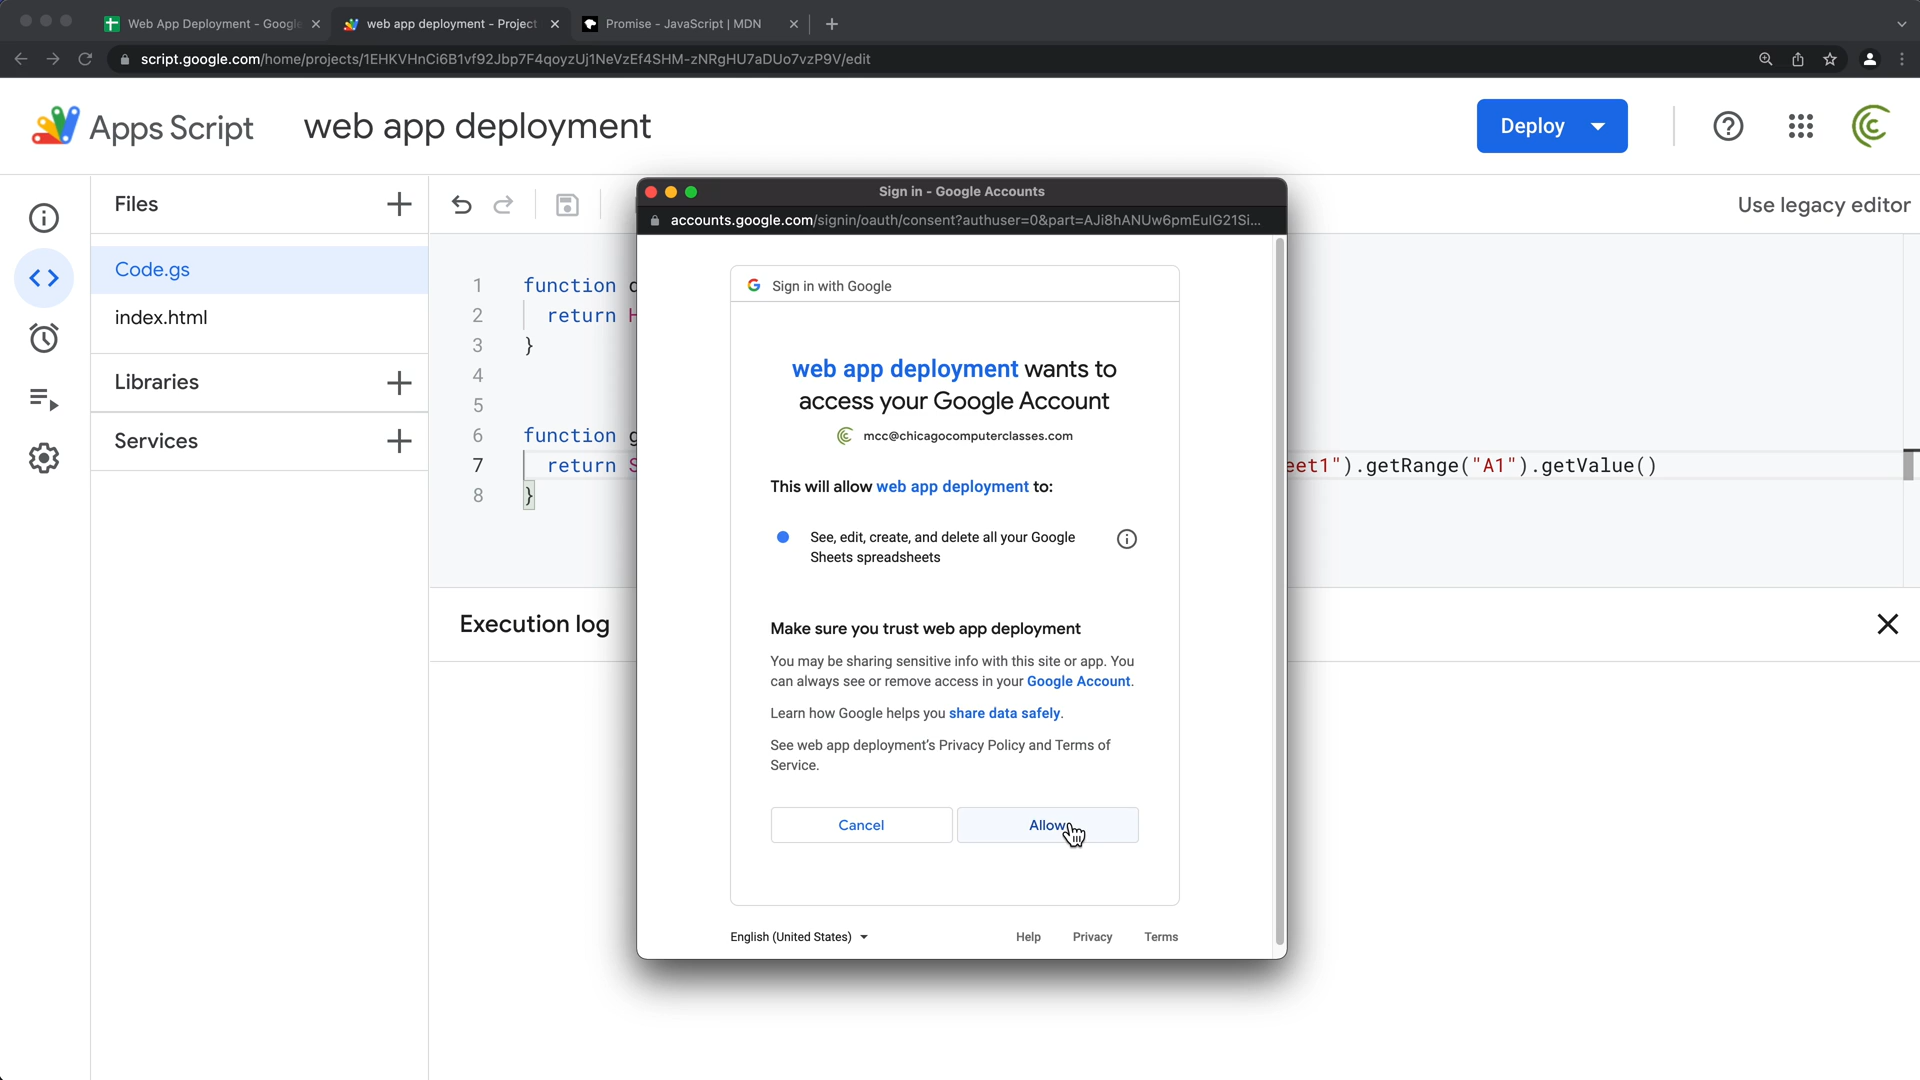 Web App Deployment - Google
web app deployment - Project
Promise - JavaScript | MDN
script.google.com/home/projects/1EHKVHnCi6B1vf92Jbp7F4qoyzUj1NeVzEf4SHM-zNRgHU7aDUo7vzP9V/edit
Apps Script
web app deployment
Deploy
Files
Use legacy editor
Code.gs
index.html
Libraries
Services
1 function
2 return
3 }
4
5
6 function g
7 return S
eet1").getRange("A1").getValue()
8 }
Execution log
Sign in - Google Accounts
accounts.google.com/signin/oauth/consent?authuser=0&part=AJi8hANUw6pmEulG21Si...
Sign in with Google
web app deployment wants to
access your Google Account
mcc@chicagocomputerclasses.com
This will allow web app deployment to:
See, edit, create, and delete all your Google
Sheets spreadsheets
Make sure you trust web app deployment
You may be sharing sensitive info with this site or app. You
can always see or remove access in your Google Account.
Learn how Google helps you share data safely.
See web app deployment's Privacy Policy and Terms of
Service.
Cancel
Allow
English (United States)
Help
Privacy
Terms